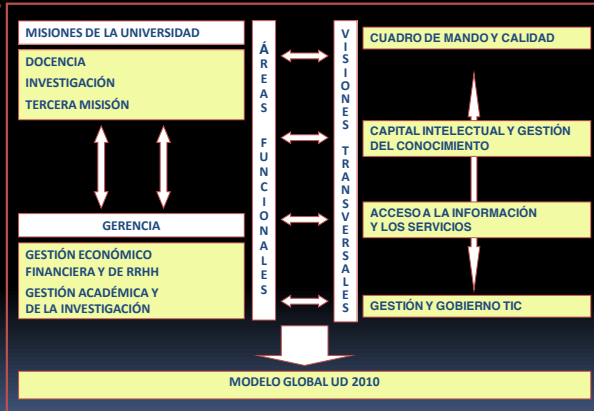 MISIONES DE LA UNIVERSIDAD
DOCENCIA
INVESTIGACIÓN
TERCERA MISISÓN
GERENCIA
GESTIÓN ECONÓMICO
FINANCIERA Y DE RRHH
GESTIÓN ACADÉMICA Y
DE LA INVESTIGACIÓN
ÁREAS FUNCIONALES
VISIONES TRANSVERSALES
CUADRO DE MANDO Y CALIDAD
CAPITAL INTELECTUAL Y GESTIÓN
DEL CONOCIMIENTO
ACCESO A LA INFORMACIÓN
Y LOS SERVICIOS
GESTIÓN Y GOBIERNO TIC
MODELO GLOBAL UD 2010